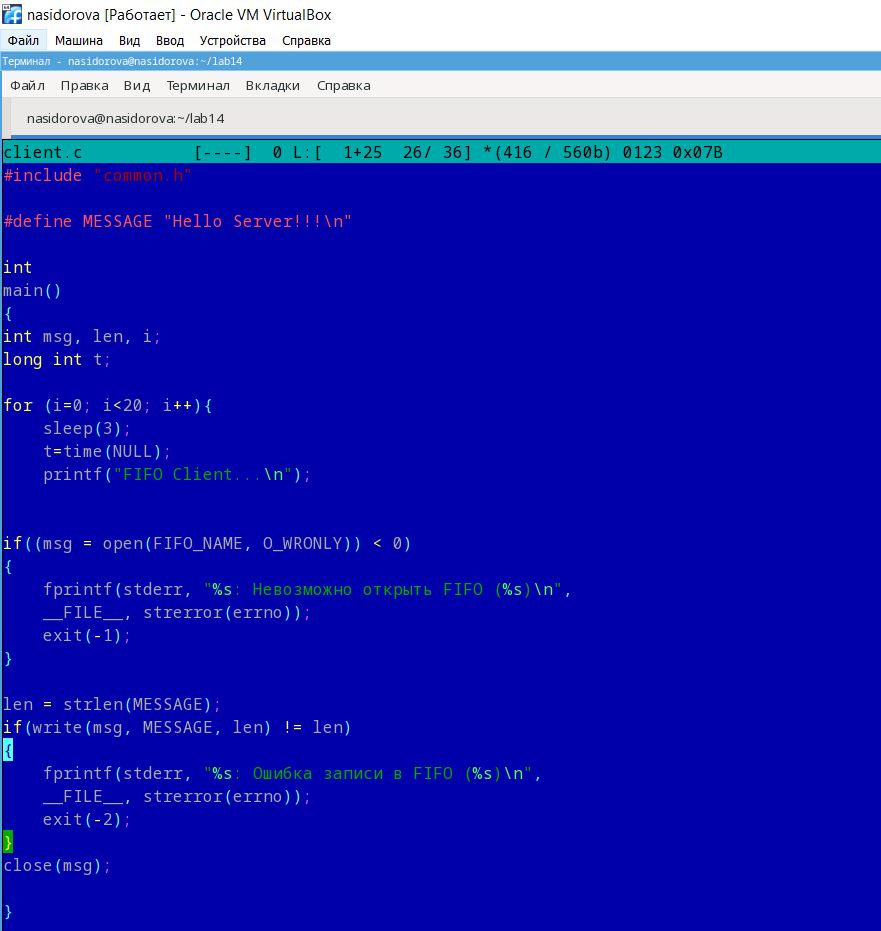 nasidorova [Работает] - Oracle VM VirtualBox
Файл Машина Вид Ввод Устройства Справка
Терминал - nasidorova@nasidorova:~/lab14
Файл Правка Вид Терминал Вкладки Справка
nasidorova@nasidorova:~/lab14
client.c [----] 0 L:[ 1+25 26/ 36] *(416 / 560b) 0123 0x07B
#include "common.h"
#define MESSAGE "Hello Server!!!\n"
int
main()
{
int msg, len, i;
long int t;
for (i=0; i<20; i++){
    sleep(3);
    t=time(NULL);
    printf("FIFO Client...\n");
if((msg = open(FIFO_NAME, O_WRONLY)) < 0)
{
    fprintf(stderr, "%s: Невозможно открыть FIFO (%s)\n",
    __FILE__, strerror(errno));
    exit(-1);
}
len = strlen(MESSAGE);
if(write(msg, MESSAGE, len) != len)
{
    fprintf(stderr, "%s: Ошибка записи в FIFO (%s)\n",
    __FILE__, strerror(errno));
    exit(-2);
}
close(msg);
}